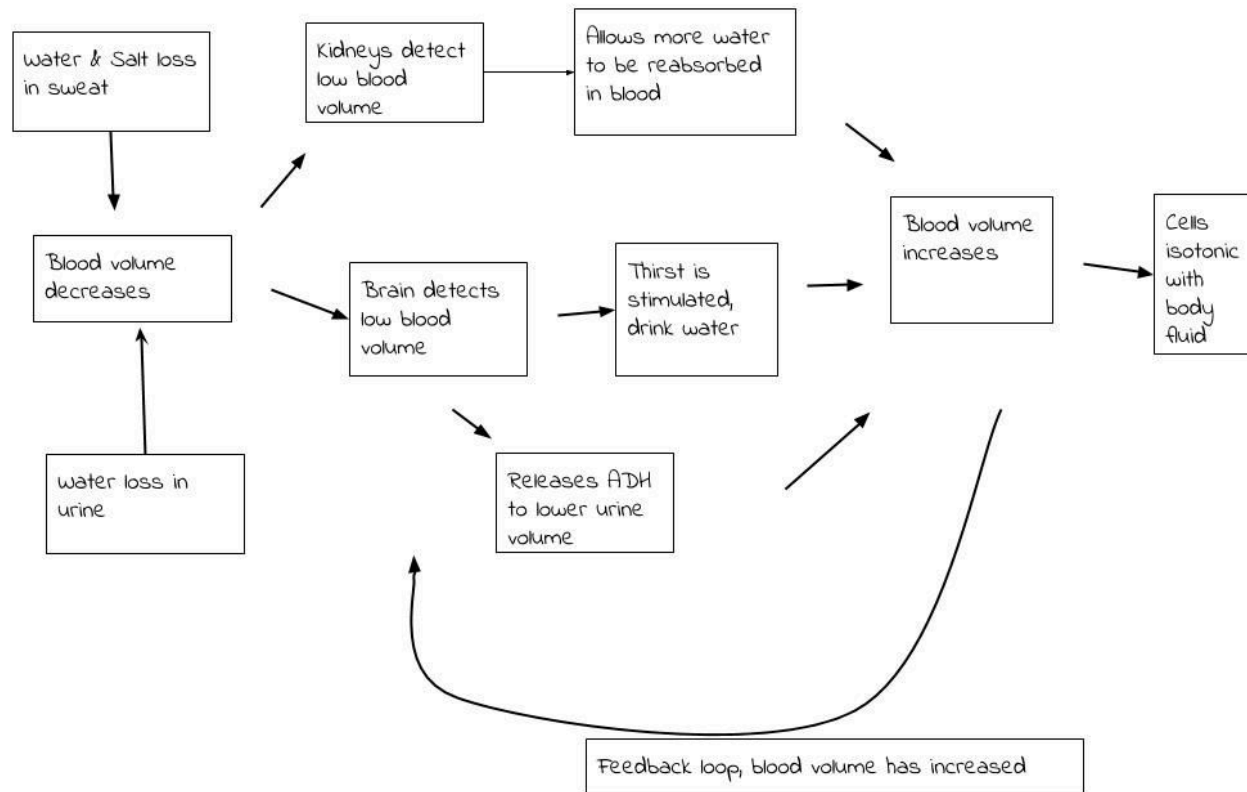 Water & Salt loss
in sweat
Kidneys detect
low blood
volume
Allows more water
to be reabsorbed
in blood
Blood volume
decreases
Brain detects
low blood
volume
Thirst is
stimulated,
drink water
Blood volume
increases
Cells
isotonic
with
body
fluid
Water loss in
urine
Releases ADH
to lower urine
volume
Feedback loop, blood volume has increased